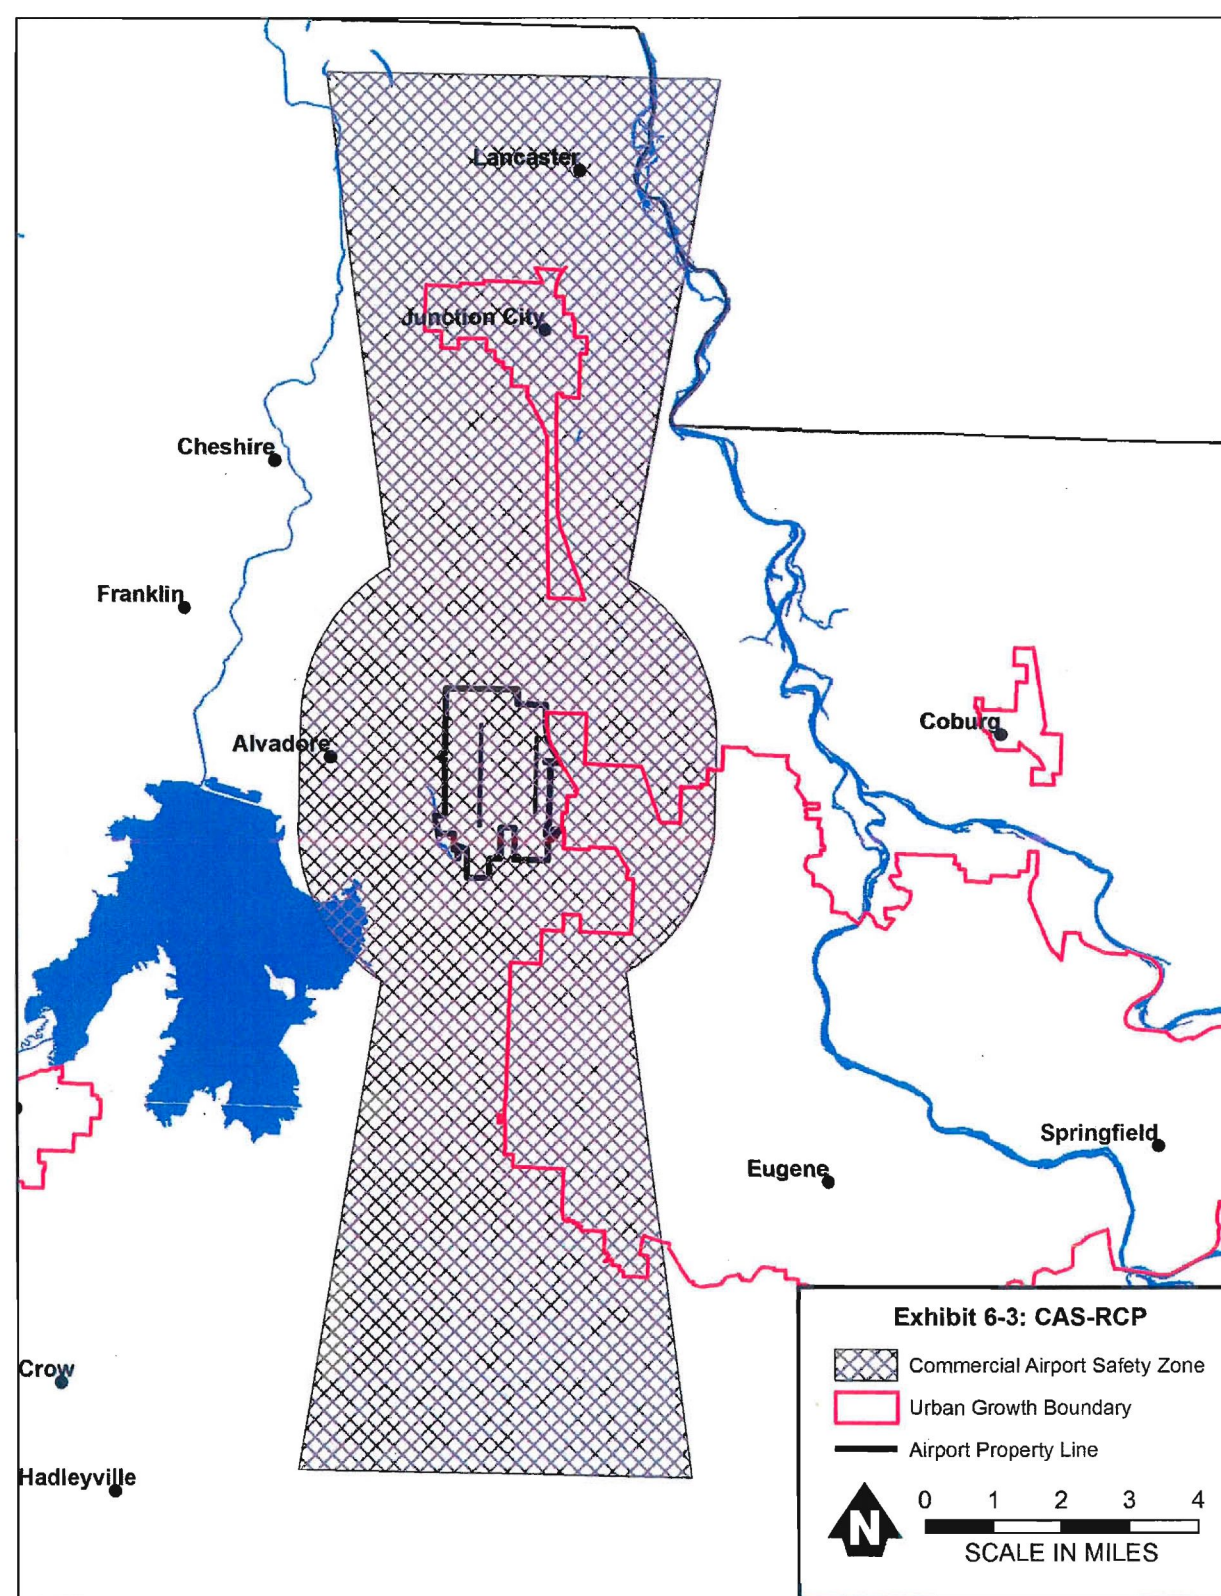 Lancaster
Junction City
Cheshire
Franklin
Alvadore
Coburg
Springfield
Eugene
Crow
Hadleyville
Exhibit 6-3: CAS-RCP
Commercial Airport Safety Zone
Urban Growth Boundary
Airport Property Line
N
0 1 2 3 4
SCALE IN MILES